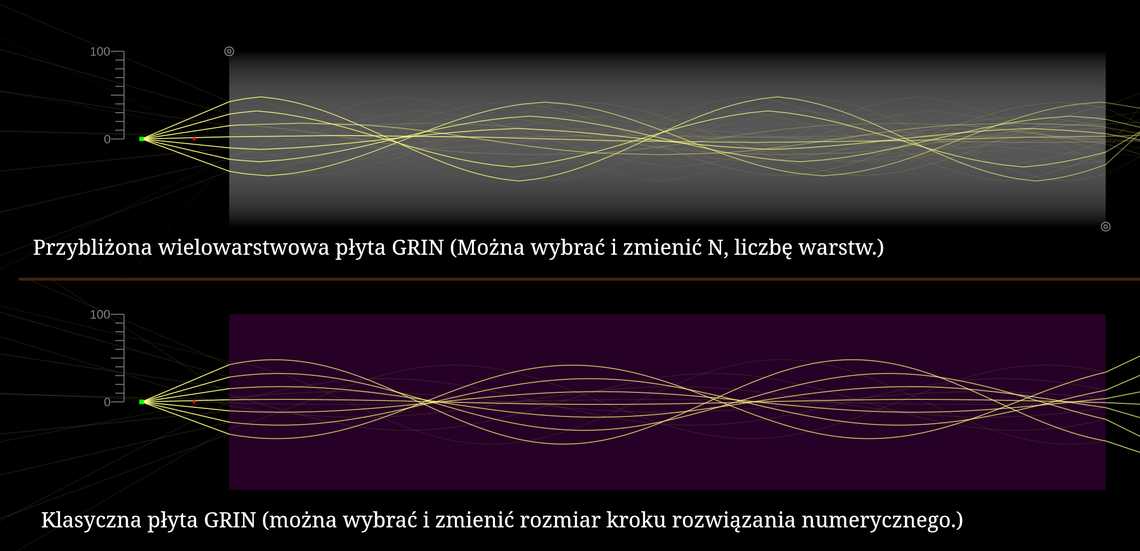 100
0
Przybliżona wielowarstwowa płyta GRIN (Można wybrać i zmienić N, liczbę warstw.)
100
0
Klasyczna płyta GRIN (można wybrać i zmienić rozmiar kroku rozwiązania numerycznego.)